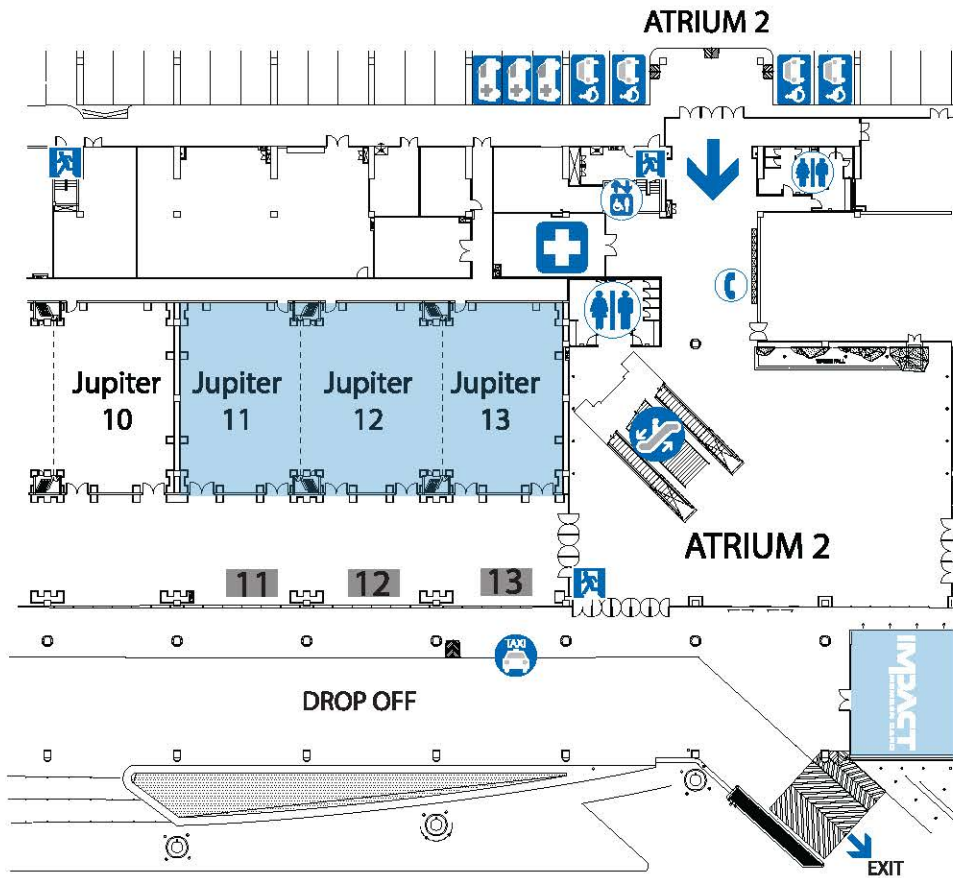 ATRIUM 2
Jupiter
10
Jupiter
11
Jupiter
12
Jupiter
13
ATRIUM 2
11
12
13
TAXI
DROP OFF
IMPACT
EXIT